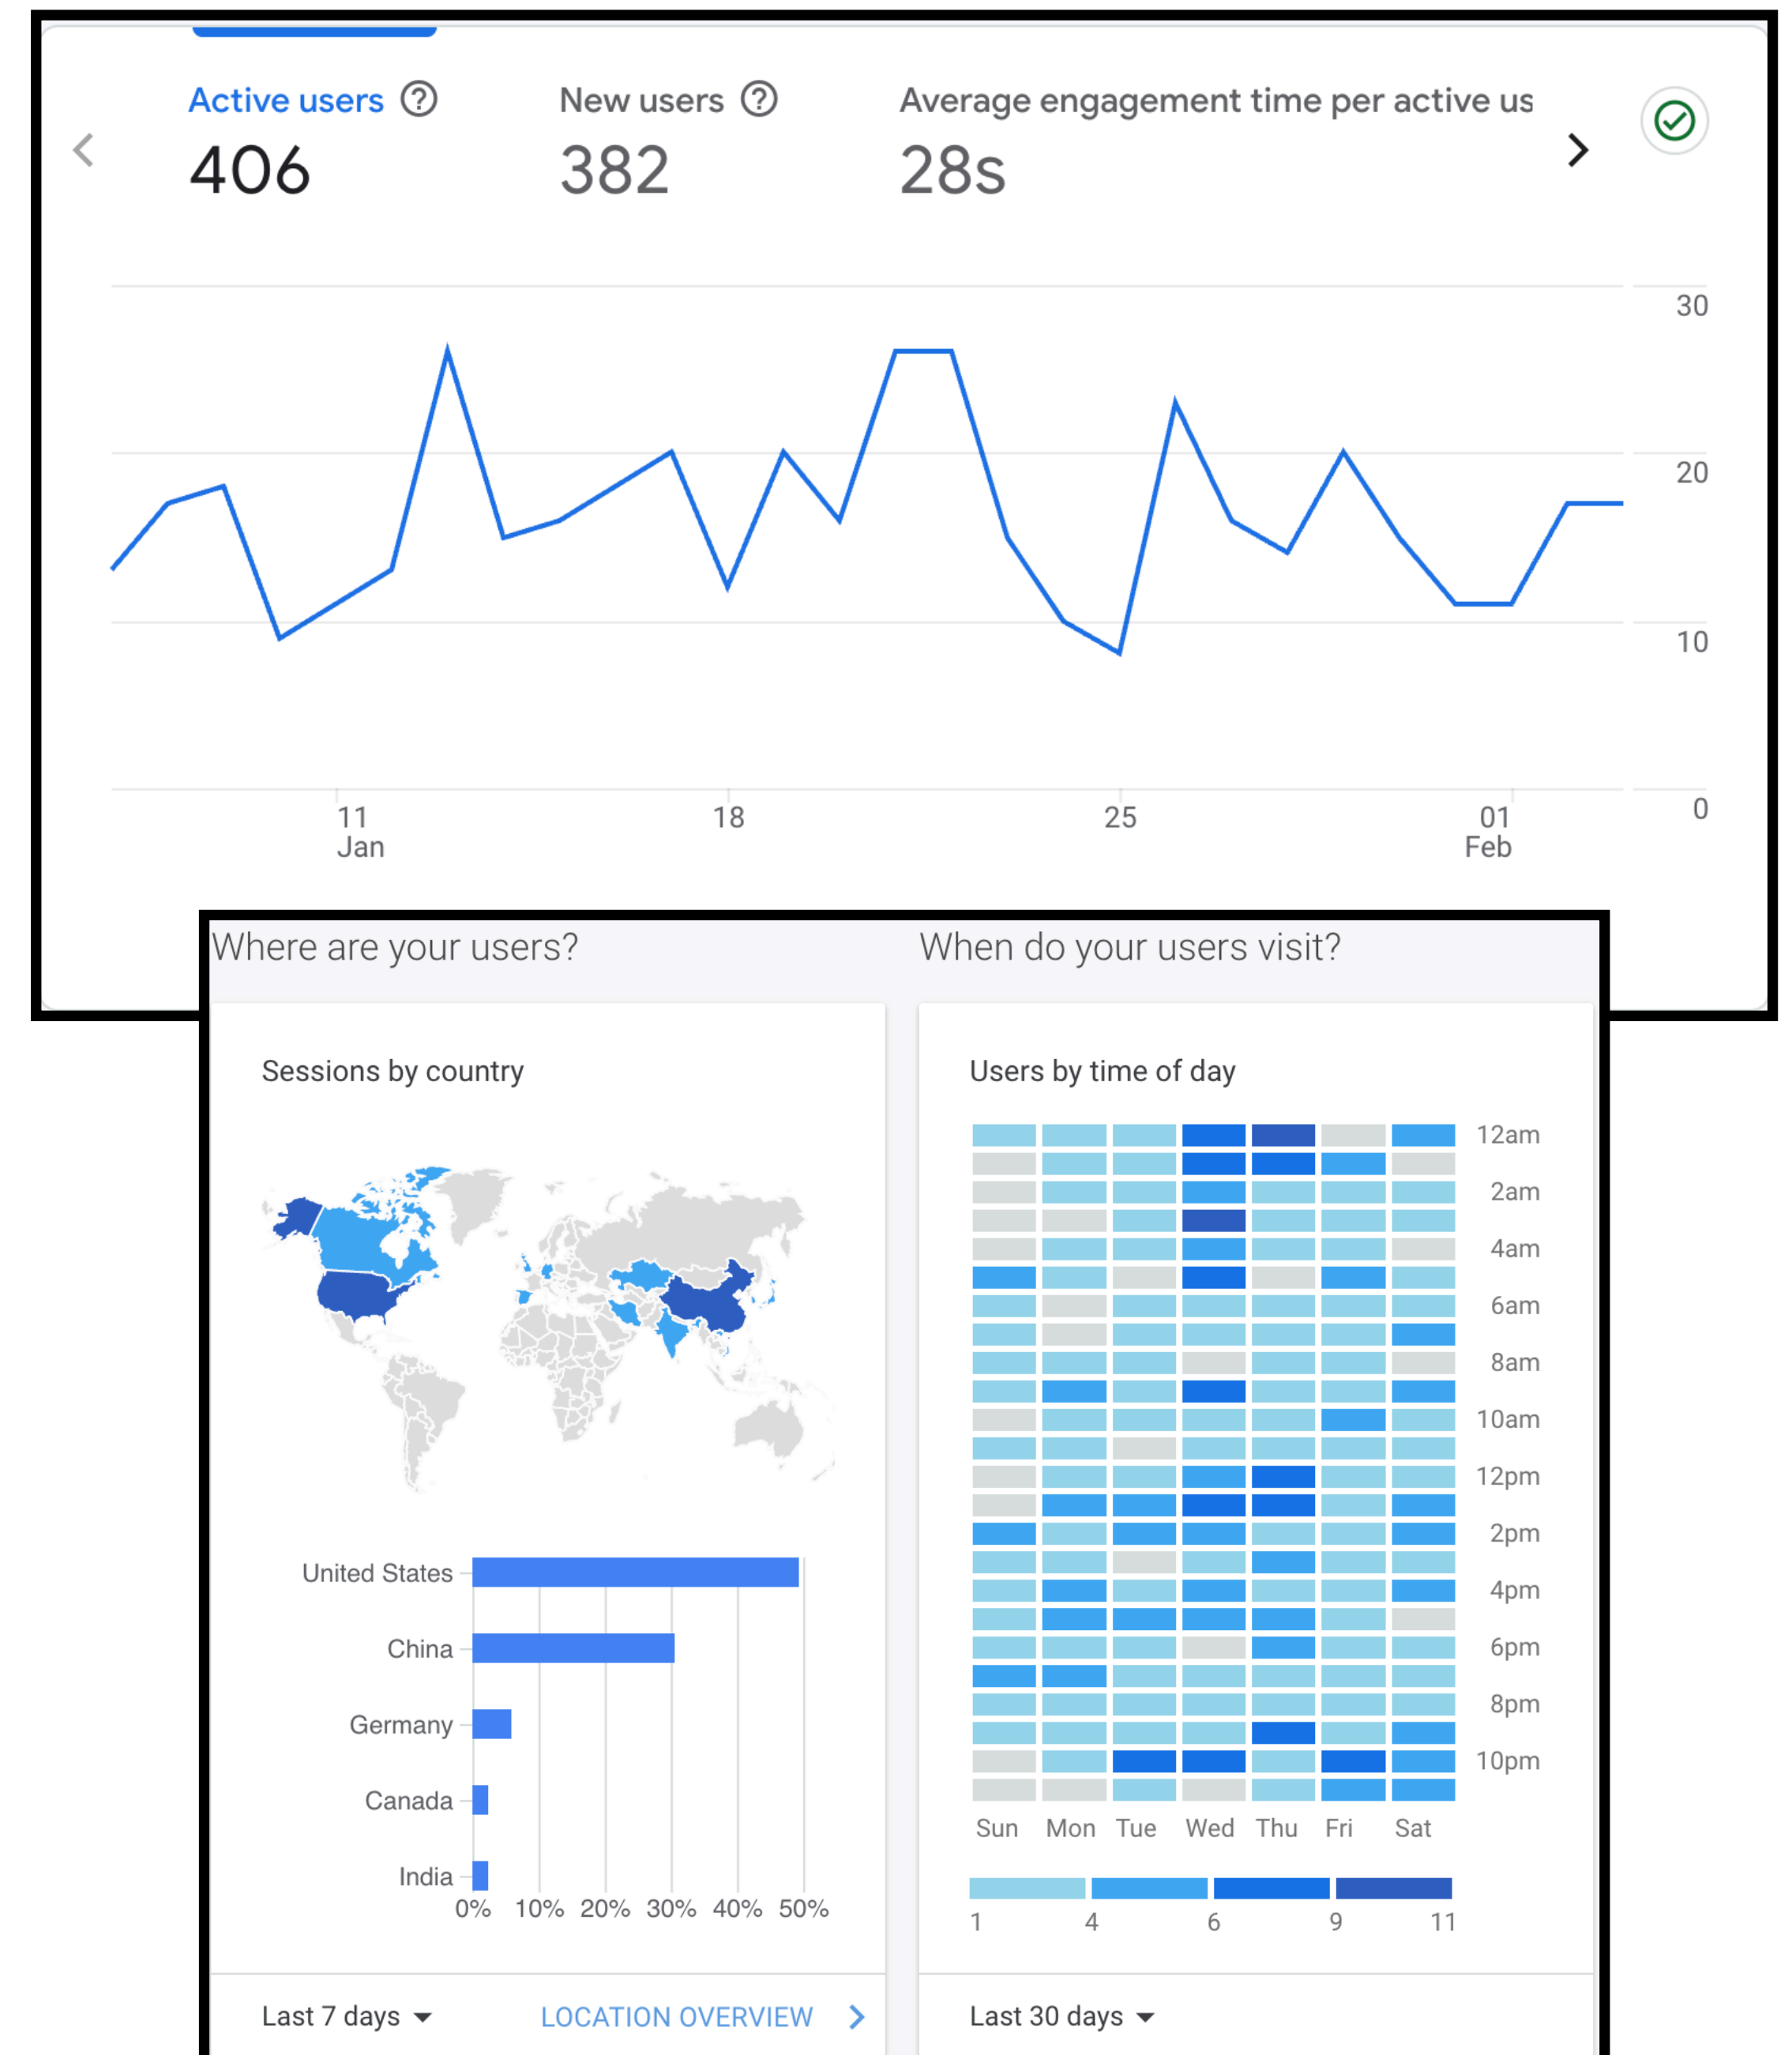 Active users
New users
Average engagement time per active us
406
382
28s
30
20
10
0
11
Jan
18
25
01
Feb
Where are your users?
When do your users visit?
Sessions by country
United States
China
Germany
Canada
India
0% 10% 20% 30% 40% 50%
Last 7 days
LOCATION OVERVIEW
Users by time of day
12am
2am
4am
6am
8am
10am
12pm
2pm
4pm
6pm
8pm
10pm
Sun Mon Tue Wed Thu Fri Sat
1 4 6 9 11
Last 30 days